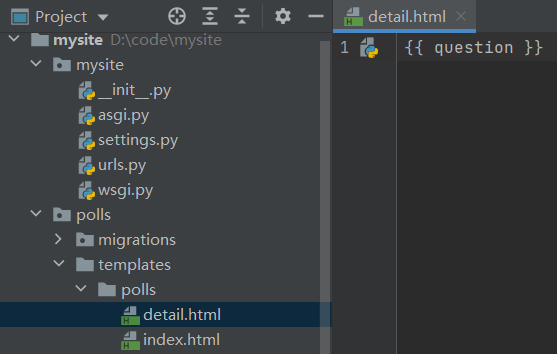 Project
mysite D:\code\mysite
mysite
__init__.py
asgi.py
settings.py
urls.py
wsgi.py
polls
migrations
templates
polls
detail.html
index.html
detail.html
1 {{ question }}